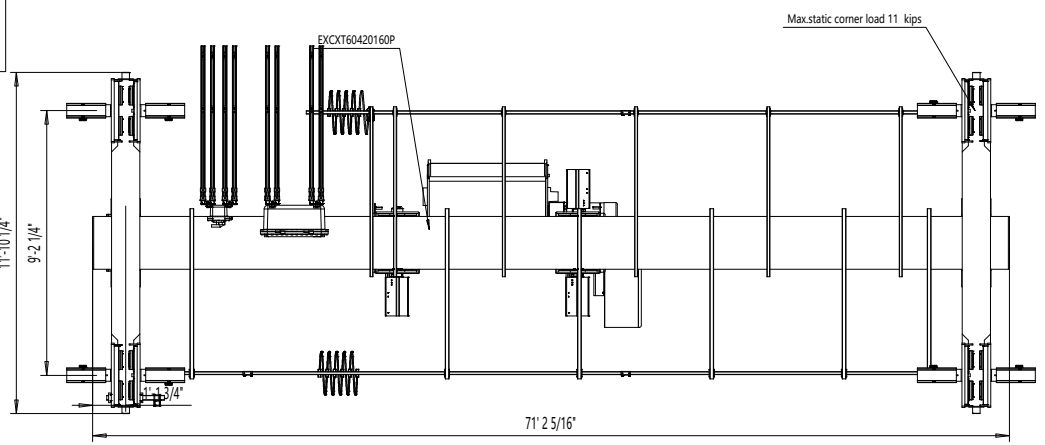 Max.static corner load 11 kips
EXCXT60420160P
11'-10 1/4"
9'-2 1/4"
1' 1 3/4"
71' 2 5/16"